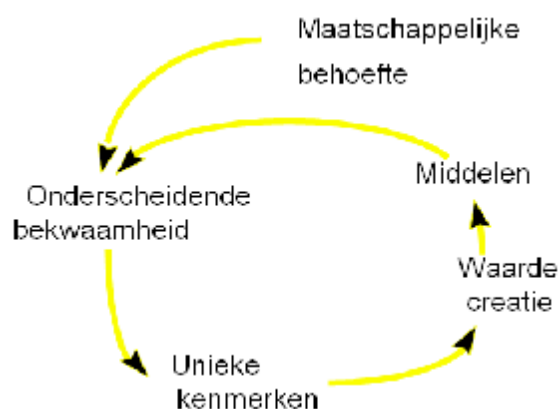 Maatschappelijke
behoefte
Middelen
Onderscheidende
bekwaamheid
Waarde
creatie
Unieke
kenmerken